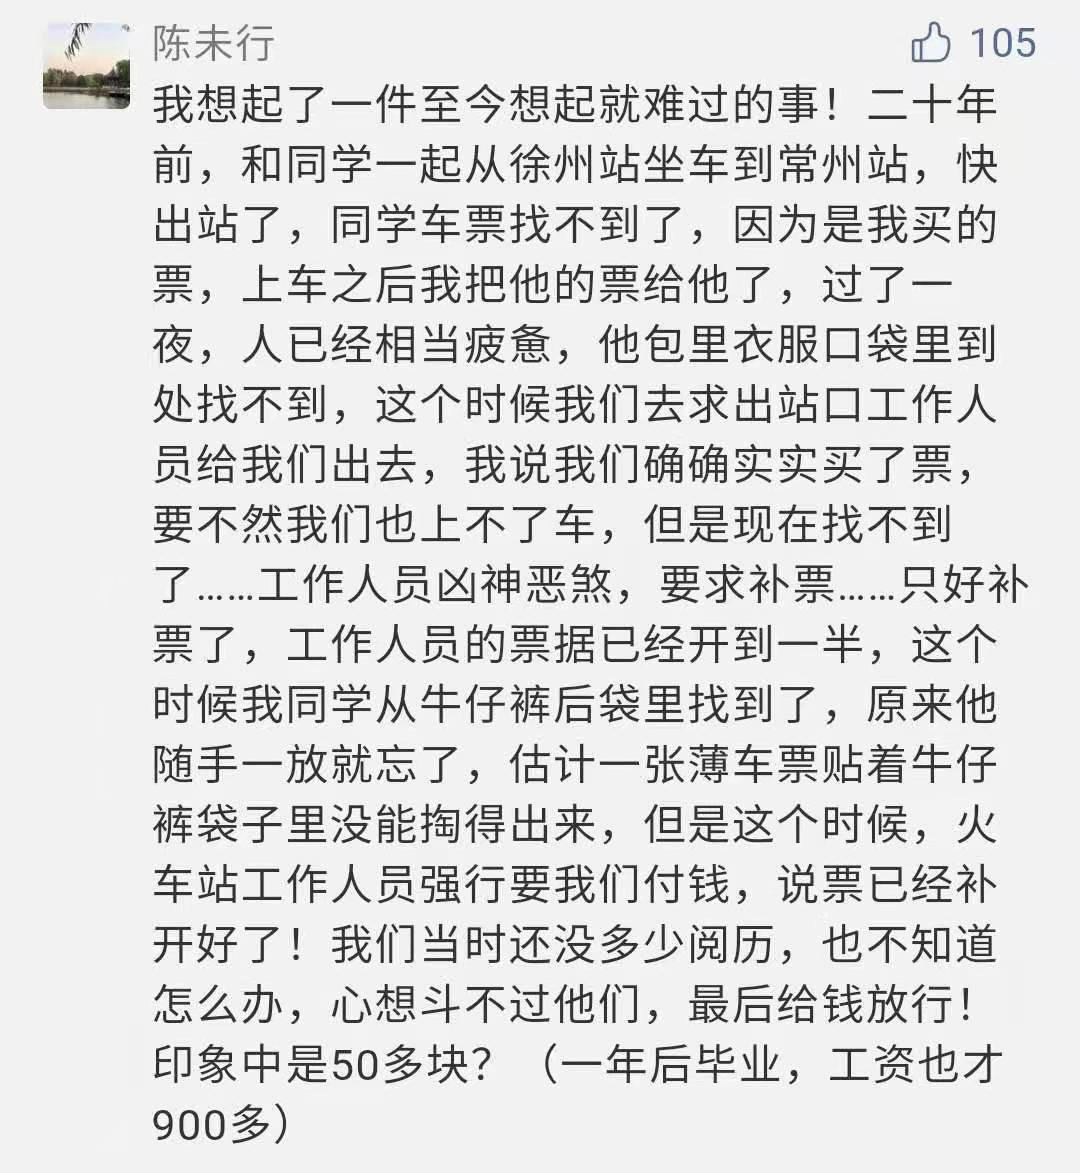 陈未行
105
我想起了一件至今想起就难过的事！二十年
前，和同学一起从徐州站坐车到常州站，快
出站了，同学车票找不到了，因为是我买的
票，上车之后我把他的票给他了，过了一
夜，人已经相当疲惫，他包里衣服口袋里到
处找不到，这个时候我们去求出站口工作人
员给我们出去，我说我们确确实实买了票，
要不然我们也上不了车，但是现在找不到
了……工作人员凶神恶煞，要求补票……只好补
票了，工作人员的票据已经开到一半，这个
时候我同学从牛仔裤后袋里找到了，原来他
随手一放就忘了，估计一张薄车票贴着牛仔
裤袋子里没能掏得出来，但是这个时候，火
车站工作人员强行要我们付钱，说票已经补
开好了！我们当时还没多少阅历，也不知道
怎么办，心想斗不过他们，最后给钱放行！
印象中是50多块？（一年后毕业，工资也才
900多）